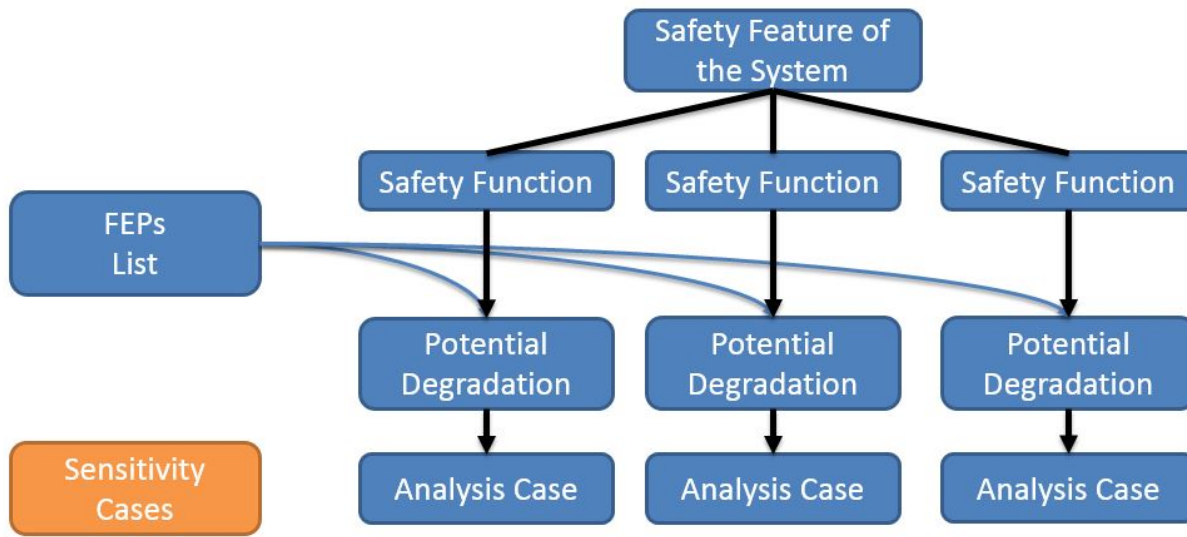 Safety Feature of
the System
Safety Function
Safety Function
Safety Function
FEPs
List
Potential
Degradation
Potential
Degradation
Potential
Degradation
Sensitivity
Cases
Analysis Case
Analysis Case
Analysis Case